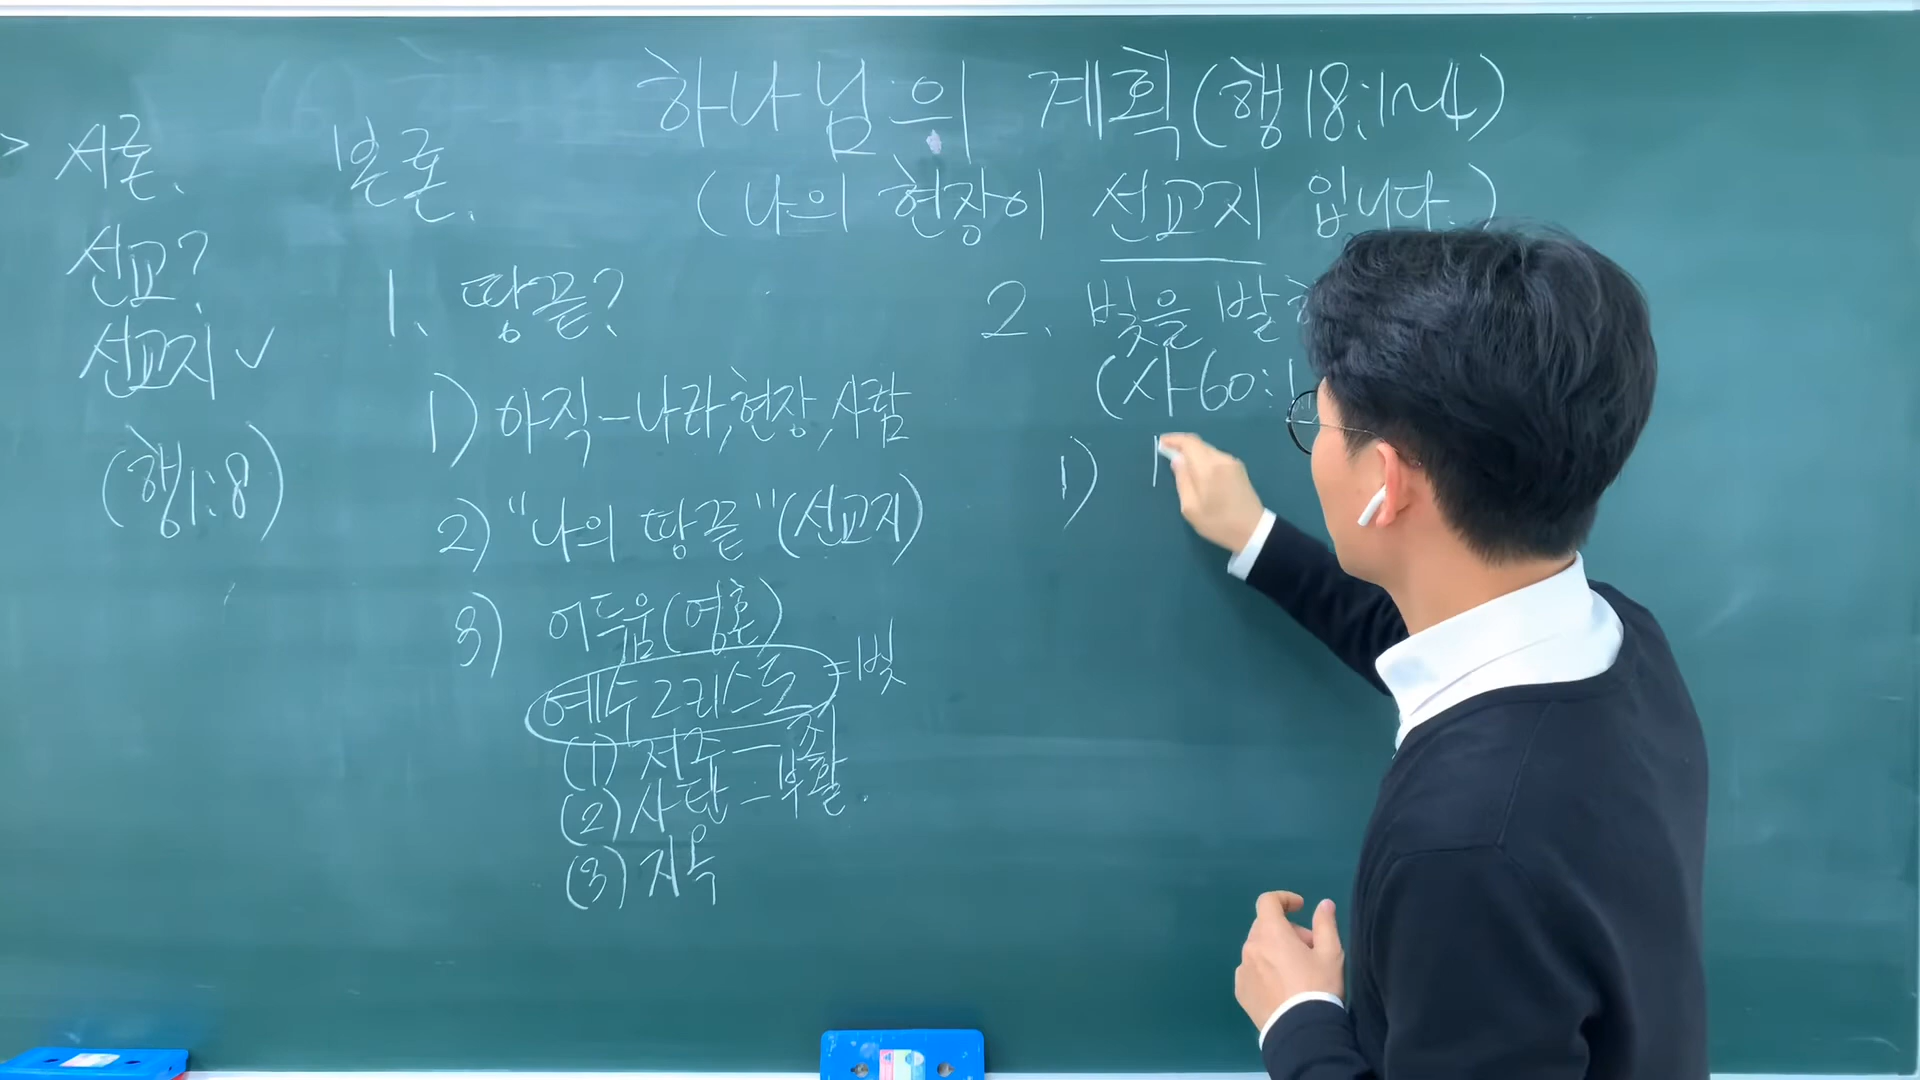 하나님의 계획(행18:1~4)
(나의 현장이 선교지 입니다.)
서론.
선교?
선교지 ✓
(행1:8)
본론.
1. 땅끝?
1) 아직-나라,현장,사람
2) "나의 땅끝"(선교지)
3) 어두움(영혼)
예수그리스도=빛
(1) 저주-죄
(2) 사탄-부활.
(3) 지옥
2. 빛을 발
(사60:1
1)